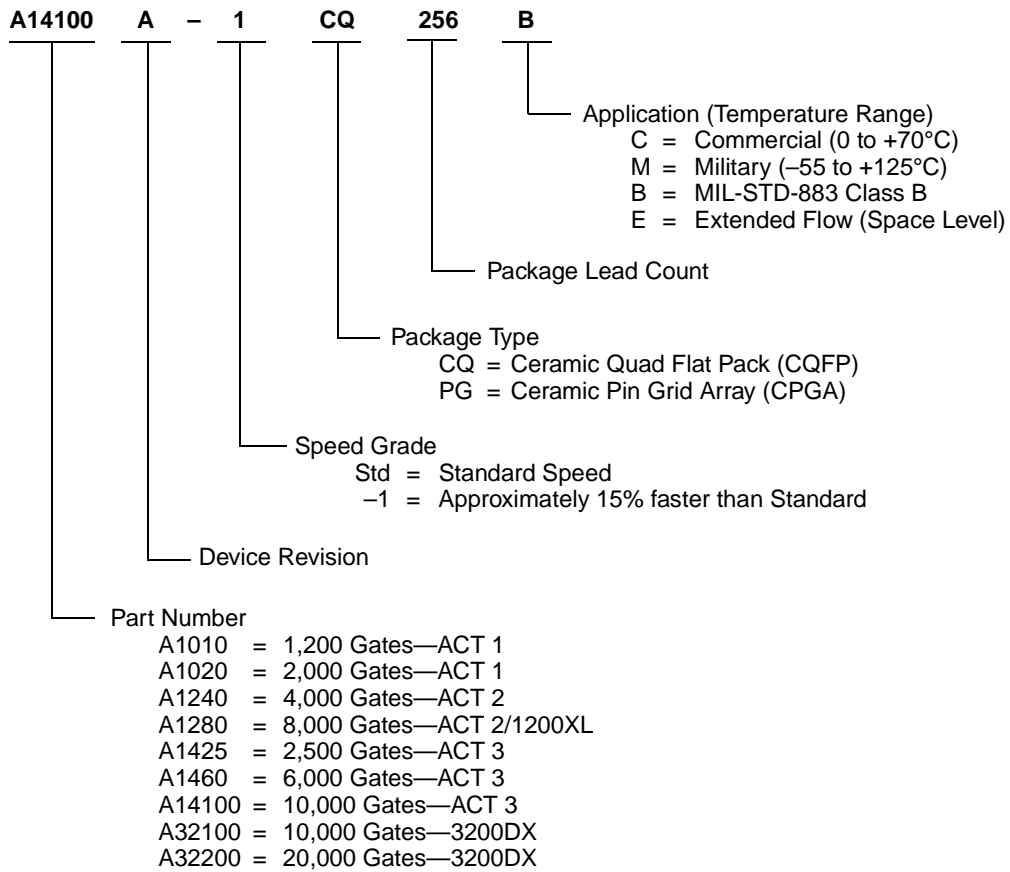 A14100 A – 1 CQ 256 B
Application (Temperature Range)
C = Commercial (0 to +70°C)
M = Military (–55 to +125°C)
B = MIL-STD-883 Class B
E = Extended Flow (Space Level)
Package Lead Count
Package Type
CQ = Ceramic Quad Flat Pack (CQFP)
PG = Ceramic Pin Grid Array (CPGA)
Speed Grade
Std = Standard Speed
–1 = Approximately 15% faster than Standard
Device Revision
Part Number
A1010 = 1,200 Gates—ACT 1
A1020 = 2,000 Gates—ACT 1
A1240 = 4,000 Gates—ACT 2
A1280 = 8,000 Gates—ACT 2/1200XL
A1425 = 2,500 Gates—ACT 3
A1460 = 6,000 Gates—ACT 3
A14100 = 10,000 Gates—ACT 3
A32100 = 10,000 Gates—3200DX
A32200 = 20,000 Gates—3200DX